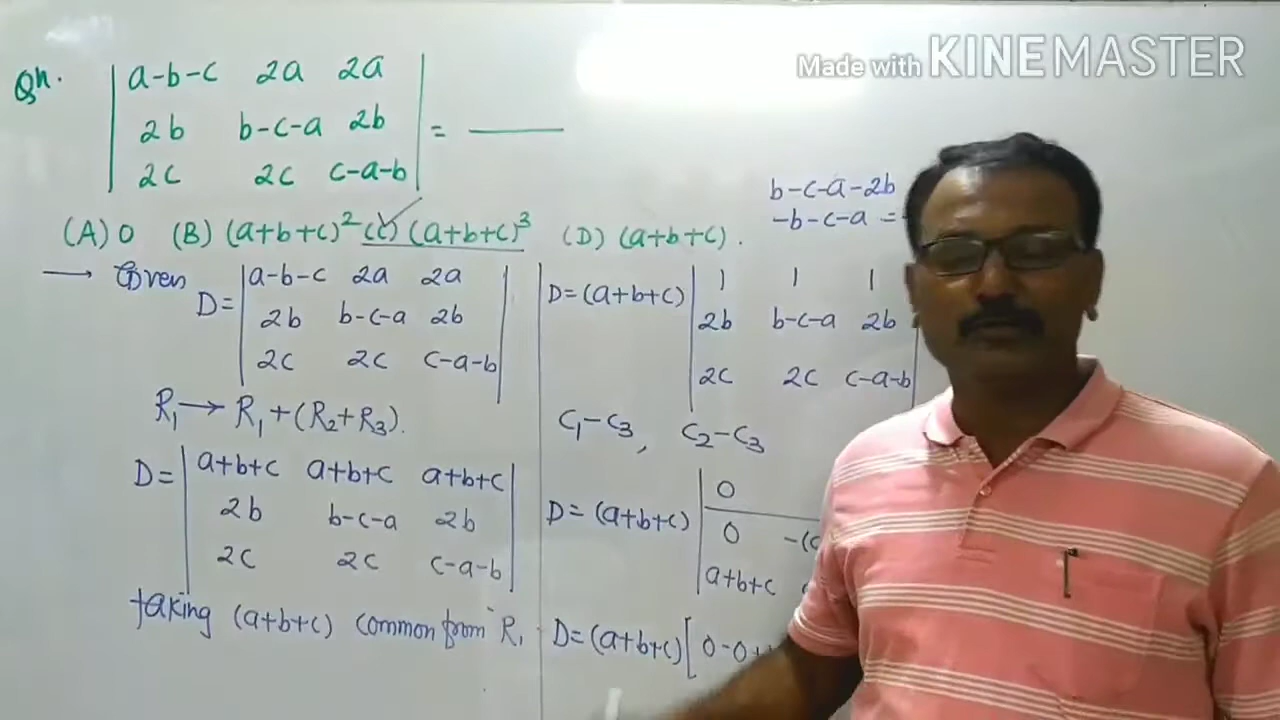 Made with KINEMASTER
Qn. | a-b-c 2a 2a |
| 2b b-c-a 2b | = ______
| 2c 2c c-a-b |
(A) 0 (B) (a+b+c)² (C) (a+b+c)³ (D) (a+b+c).
→ Given
D = | a-b-c 2a 2a |
| 2b b-c-a 2b |
| 2c 2c c-a-b |
R₁ → R₁ + (R₂+R₃).
D = | a+b+c a+b+c a+b+c |
| 2b b-c-a 2b |
| 2c 2c c-a-b |
taking (a+b+c) common from R₁
b-c-a-2b
-b-c-a =
D = (a+b+c) | 1 1 1 |
| 2b b-c-a 2b |
| 2c 2c c-a-b |
C₁-C₃, C₂-C₃
D = (a+b+c) | 0
| 0 -(
| a+b+c
D = (a+b+c) [ 0-0+